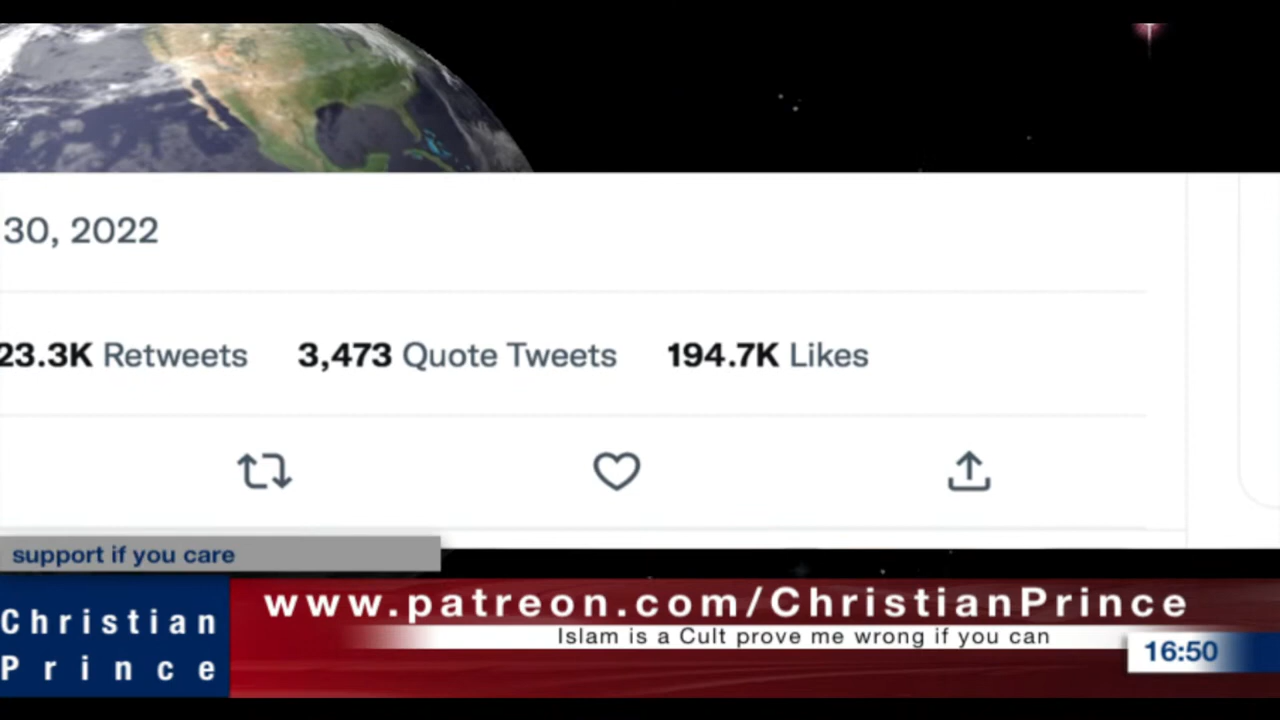 30, 2022
23.3K Retweets 3,473 Quote Tweets 194.7K Likes
support if you care
Christian
Prince
www.patreon.com/ChristianPrince
Islam is a Cult prove me wrong if you can
16:50